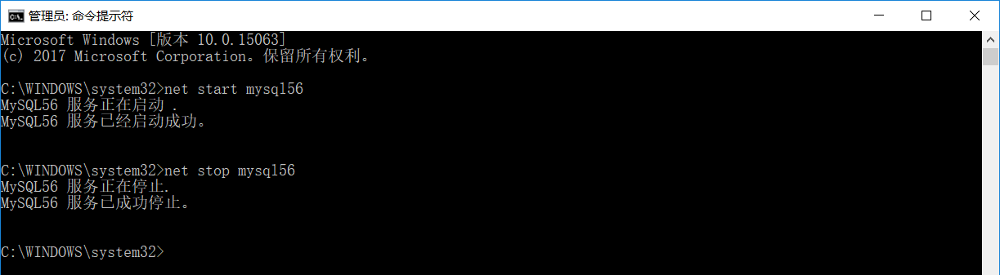 管理员: 命令提示符
Microsoft Windows [版本 10.0.15063]
(c) 2017 Microsoft Corporation。保留所有权利。
C:\WINDOWS\system32>net start mysql56
MySQL56 服务正在启动 .
MySQL56 服务已经启动成功。
C:\WINDOWS\system32>net stop mysql56
MySQL56 服务正在停止.
MySQL56 服务已成功停止。
C:\WINDOWS\system32>